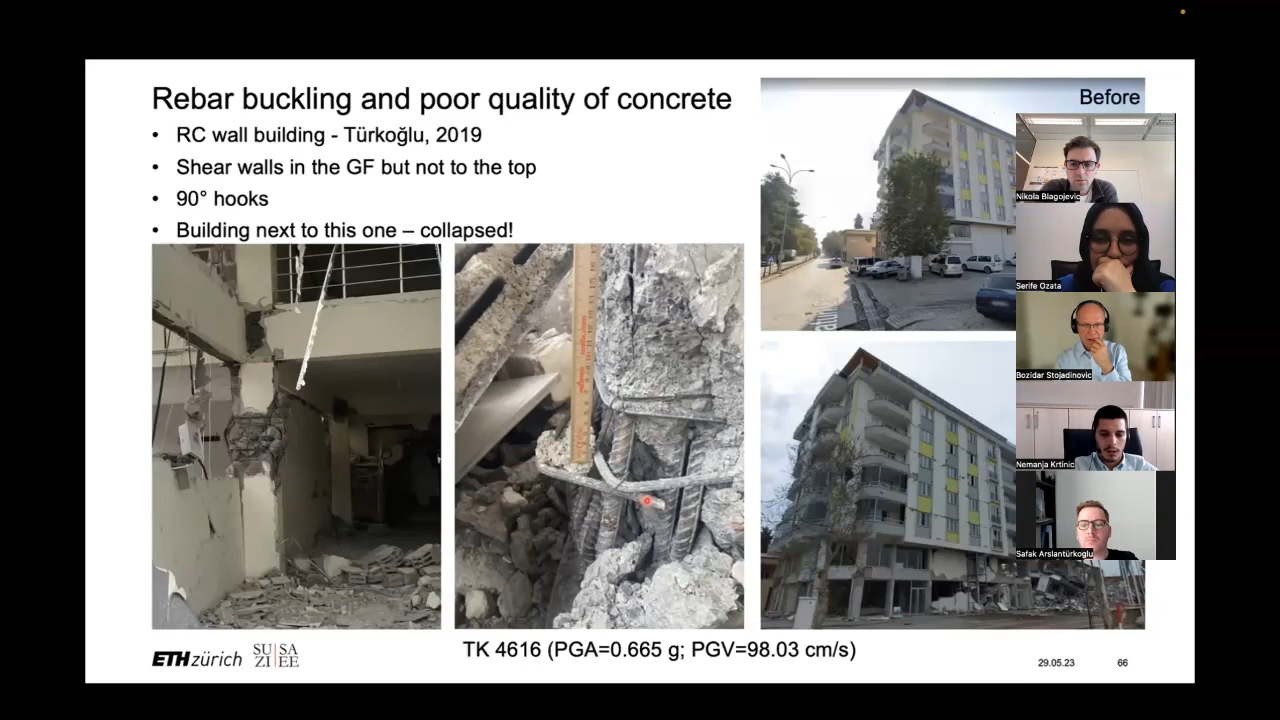 Rebar buckling and poor quality of concrete
• RC wall building - Türkoğlu, 2019
• Shear walls in the GF but not to the top
• 90° hooks
• Building next to this one – collapsed!
Before
Nikola Blagojevic
Serife Ozata
Bozidar Stojadinovic
Nemanja Krtinic
Safak Arslantürkoglu
TK 4616 (PGA=0.665 g; PGV=98.03 cm/s)
ETH zürich
SU SA
ZI EE
29.05.23
66